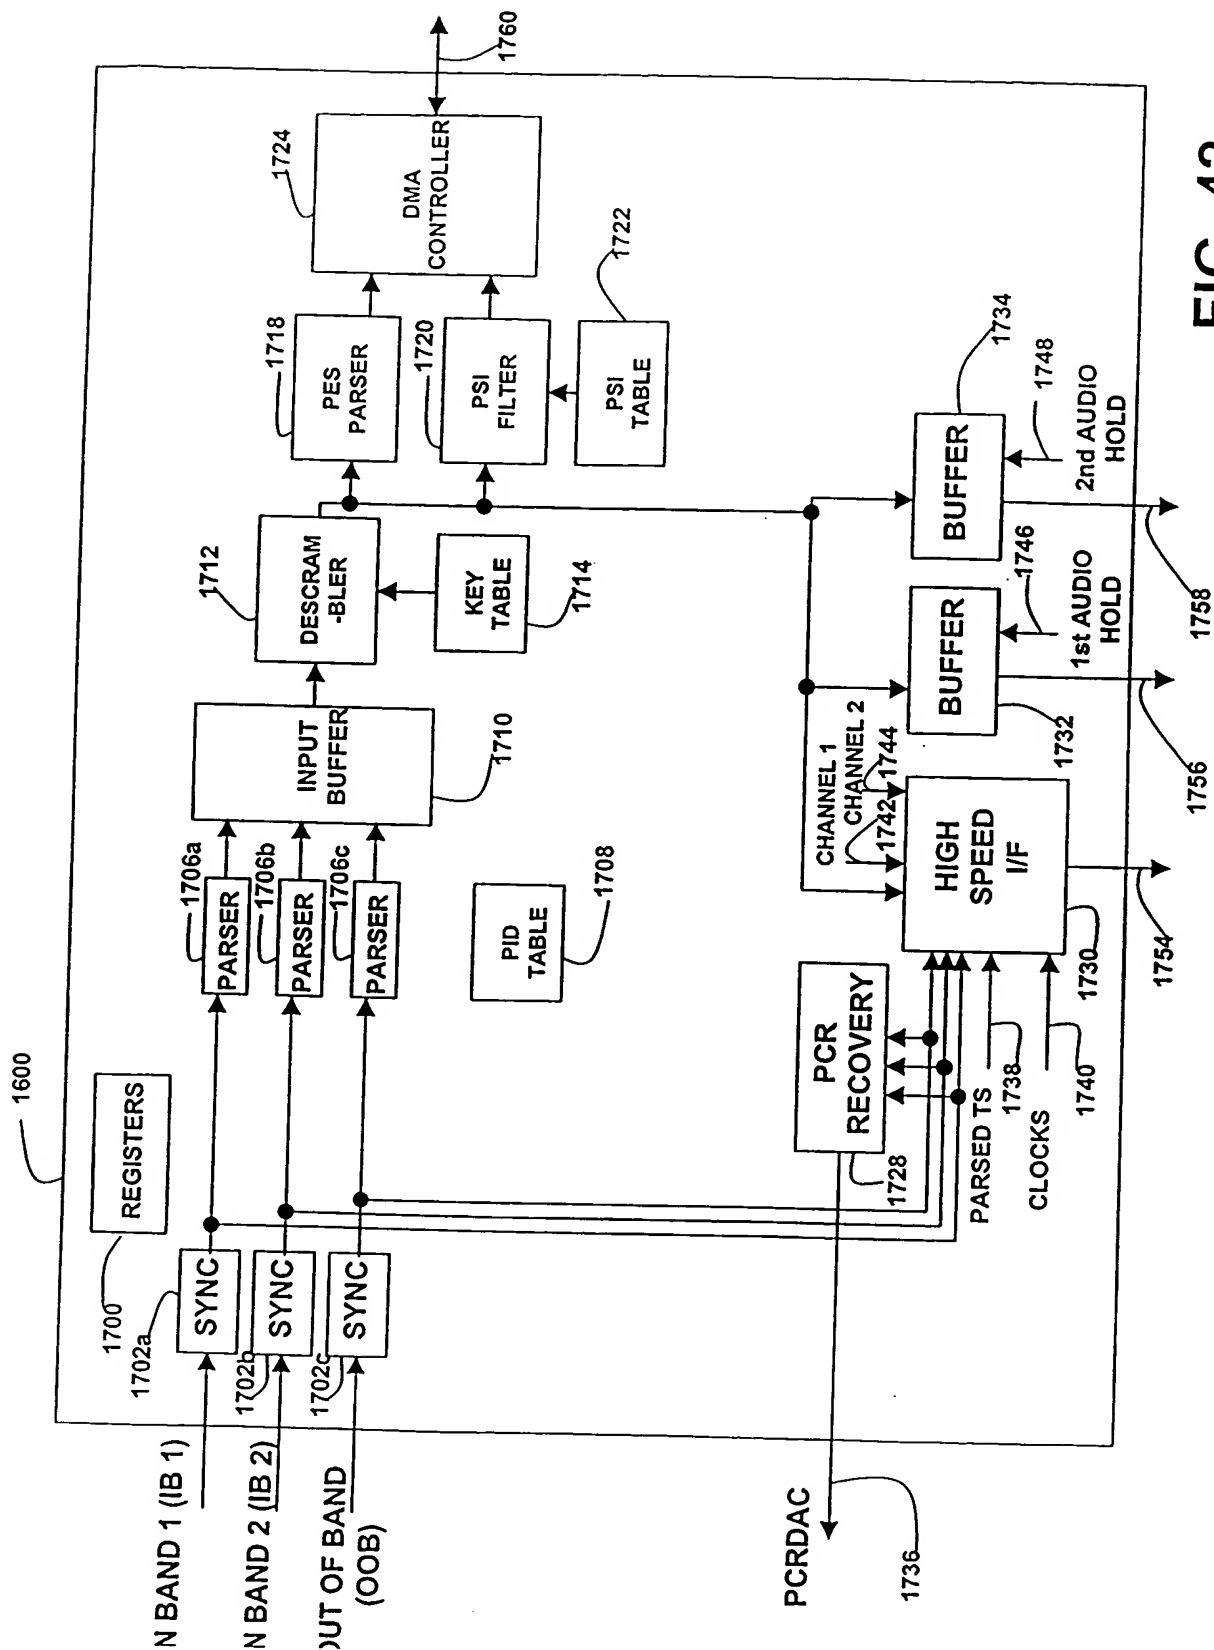 1600
1700
REGISTERS
N BAND 1 (IB 1)
1702a
SYNC
1706a
PARSER
N BAND 2 (IB 2)
1702b
SYNC
1706b
PARSER
OUT OF BAND
(OOB)
1702c
SYNC
1706c
PARSER
INPUT
BUFFER
1710
1712
DESCRAM
-BLER
KEY
TABLE
1714
1718
PES
PARSER
1720
PSI
FILTER
PSI
TABLE
1722
1724
DMA
CONTROLLER
1760
PID
TABLE
1708
PCRDAC
1736
PCR
RECOVERY
1728
PARSED TS
1738
CLOCKS
1740
CHANNEL 1
CHANNEL 2
1742
1744
HIGH
SPEED
I/F
1730
1754
BUFFER
1732
1746
1st AUDIO
HOLD
1756
BUFFER
1734
1748
2nd AUDIO
HOLD
1758